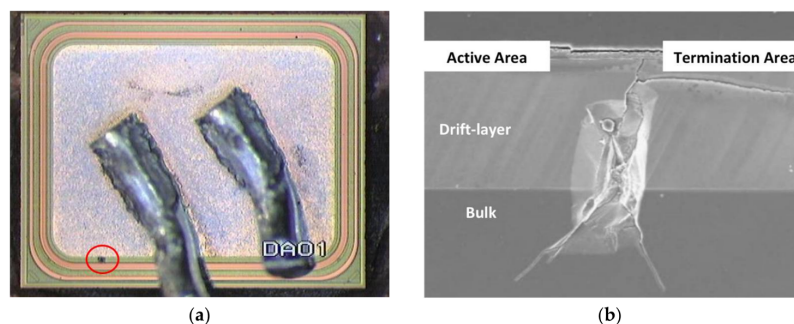 DA01
(a)
Active Area
Termination Area
Drift-layer
Bulk
(b)